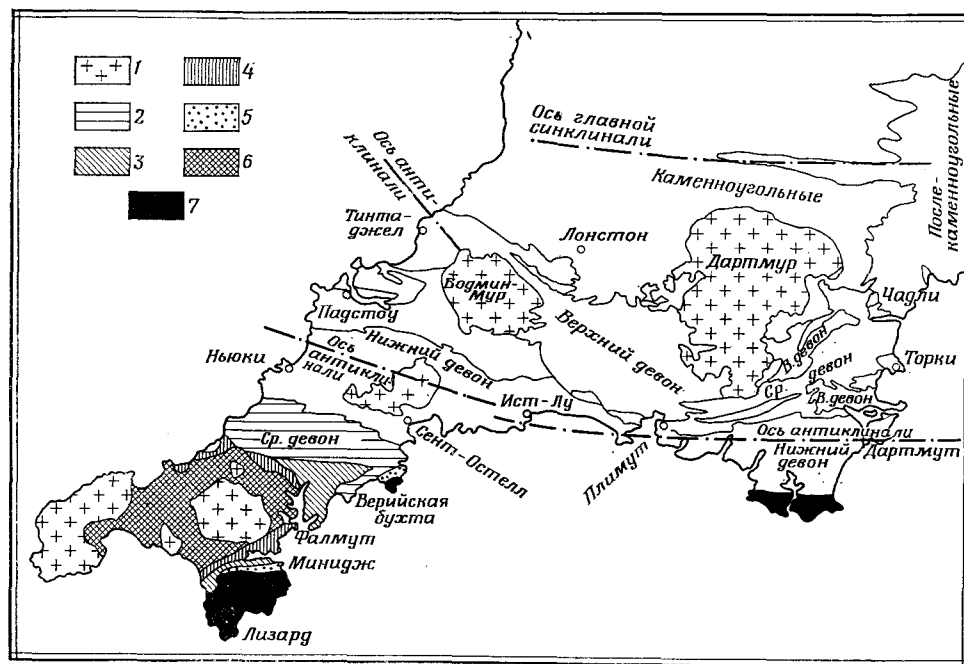 1
2
3
4
5
6
7
Ось главной
синклинали
Ось анти-
клинали
Каменноугольные
После-
каменноугольные
Тинта-
джел
Лонстон
Дартмур
Бодмин-
мур
Чадли
Падстоу
Верхний девон
В. девон
Торки
Ньюки
Ось
антикли-
нали
Нижний девон
Ср. девон
В. девон
Ист-Лу
Ось антиклинали
Ср. девон
Сент-Остелл
Плимут
Нижний
девон
Дартмут
Верийская
бухта
Фалмут
Минидж
Лизард